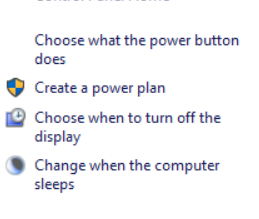 Choose what the power button
does
Create a power plan
Choose when to turn off the
display
Change when the computer
sleeps